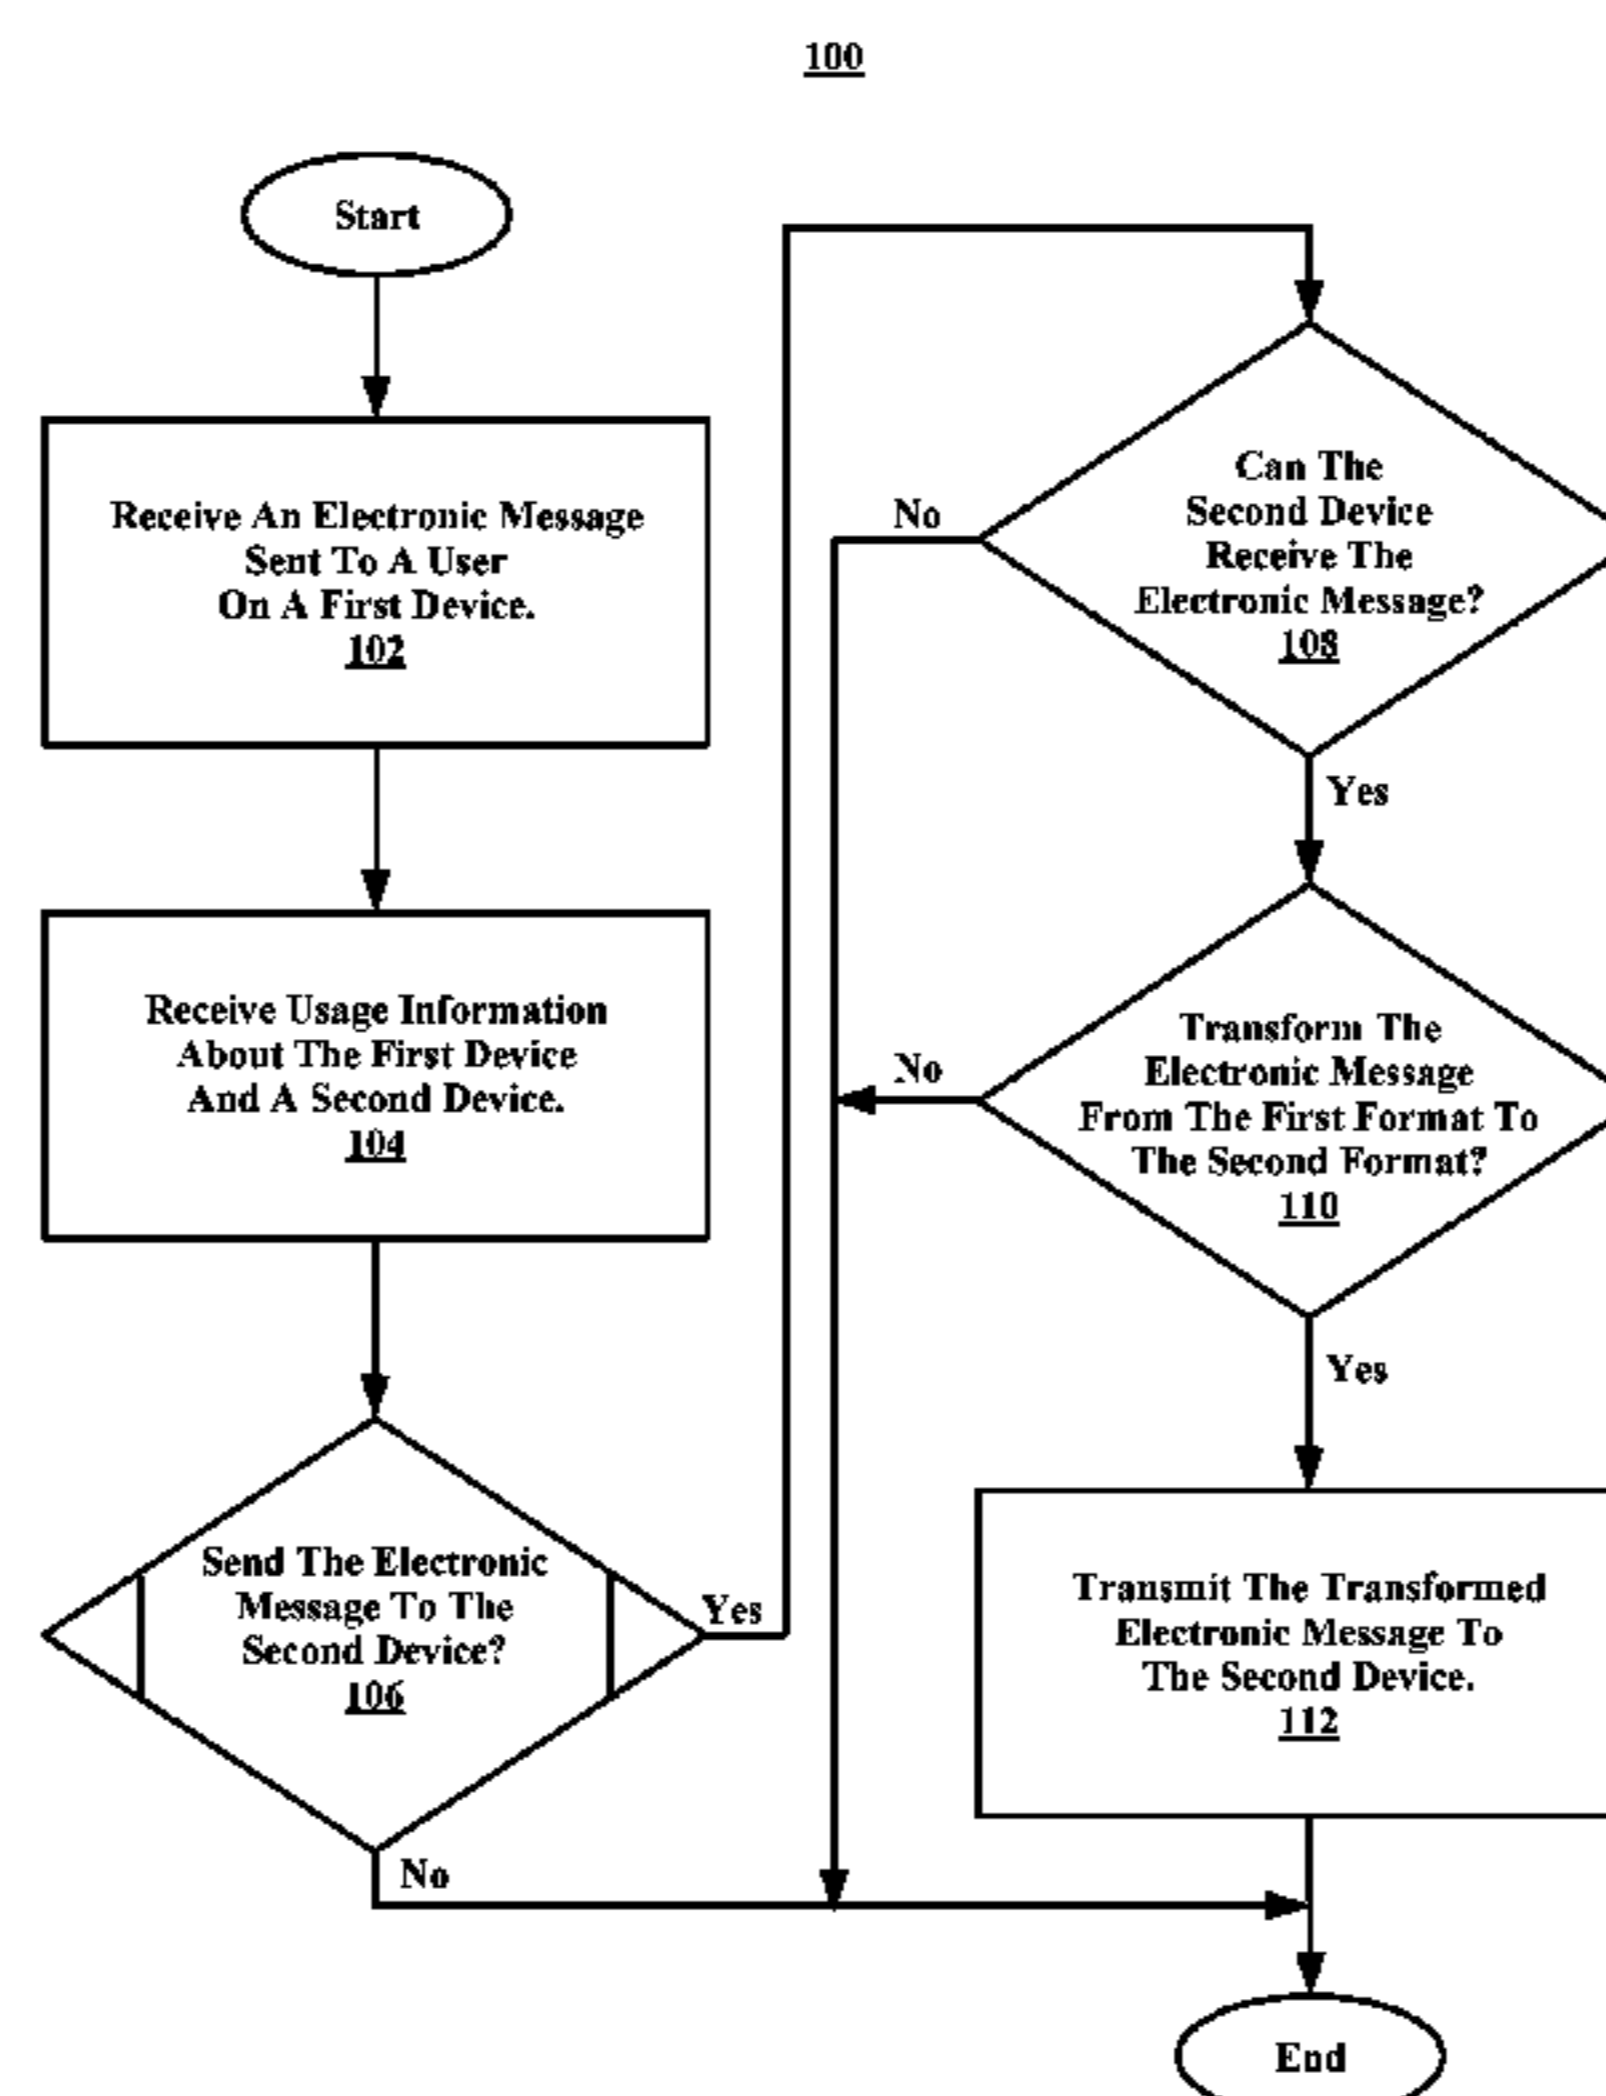 100
Start
Receive An Electronic Message
Sent To A User
On A First Device.
102
Receive Usage Information
About The First Device
And A Second Device.
104
Send The Electronic
Message To The
Second Device?
106
Yes
No
Can The
Second Device
Receive The
Electronic Message?
108
No
Yes
Transform The
Electronic Message
From The First Format To
The Second Format?
110
No
Yes
Transmit The Transformed
Electronic Message To
The Second Device.
112
End